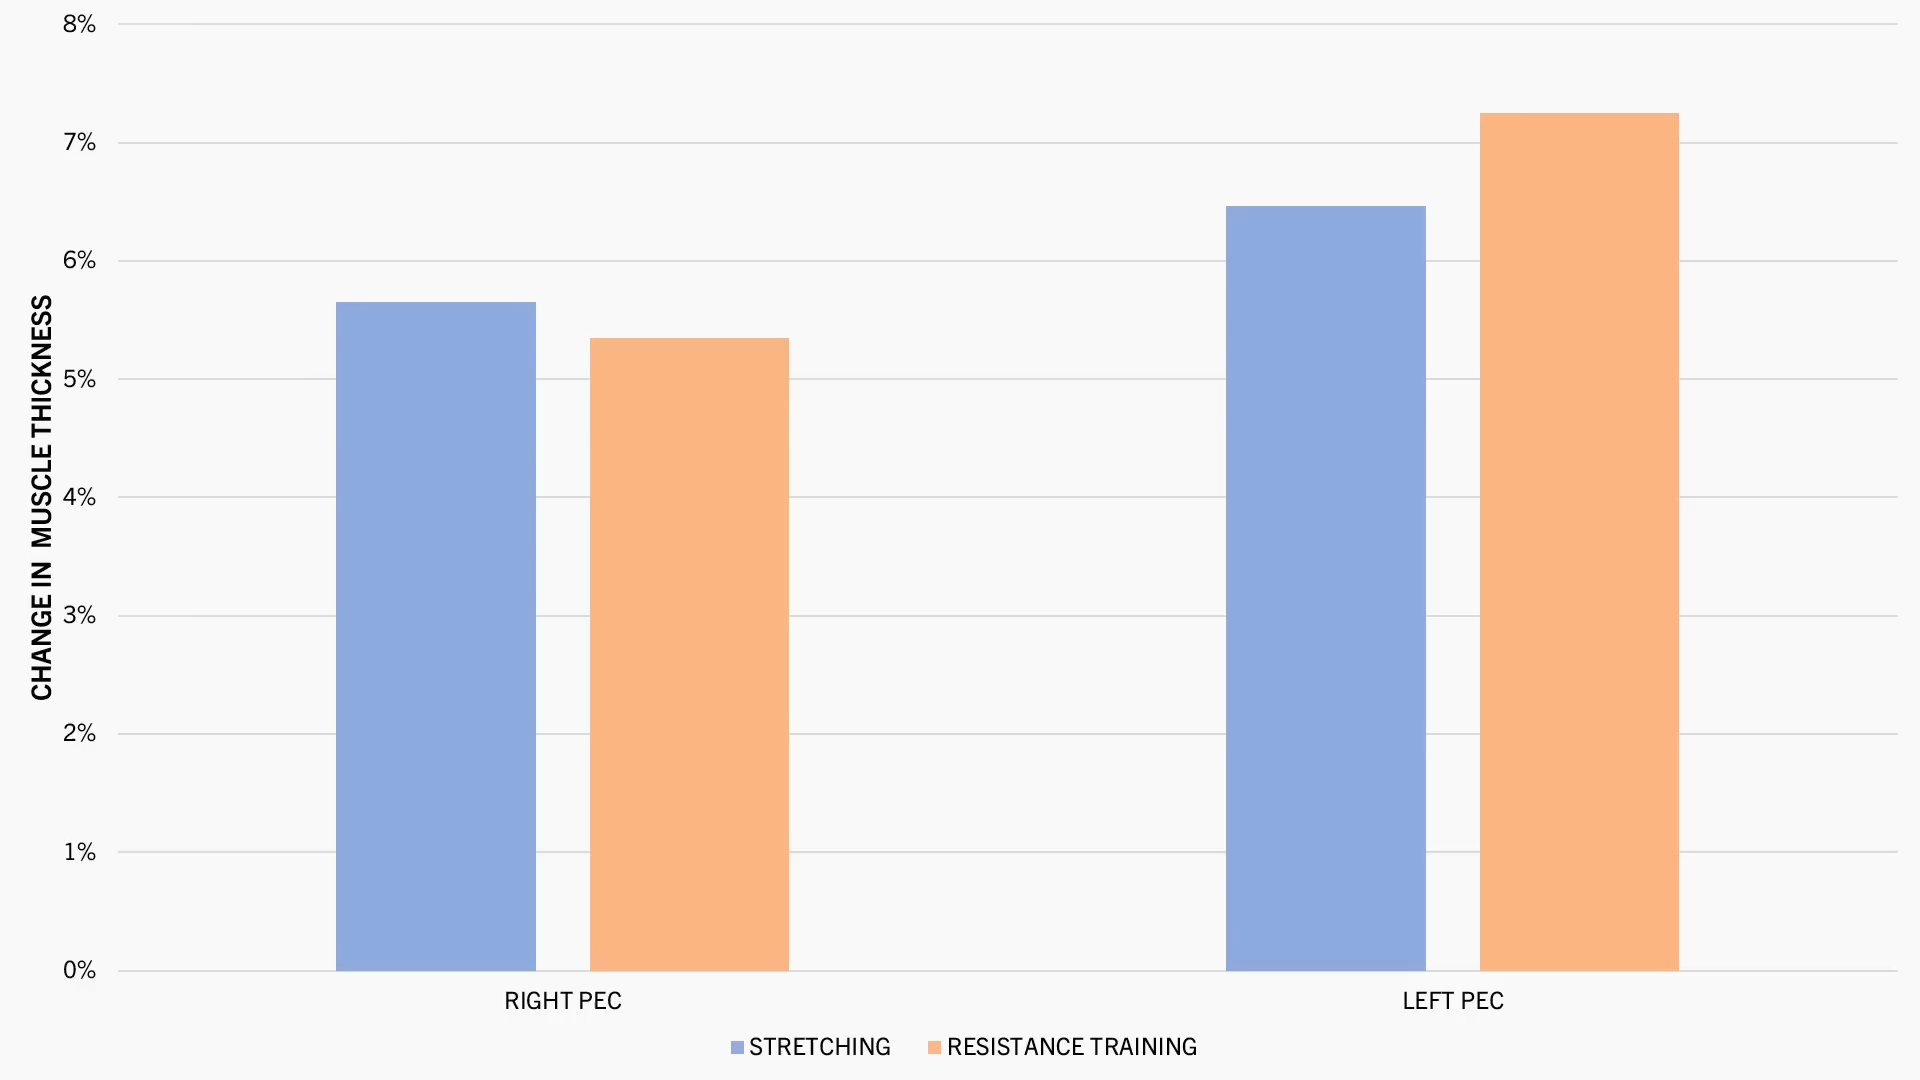 8%
7%
6%
5%
4%
3%
2%
1%
0%
CHANGE IN MUSCLE THICKNESS
RIGHT PEC
LEFT PEC
STRETCHING
RESISTANCE TRAINING